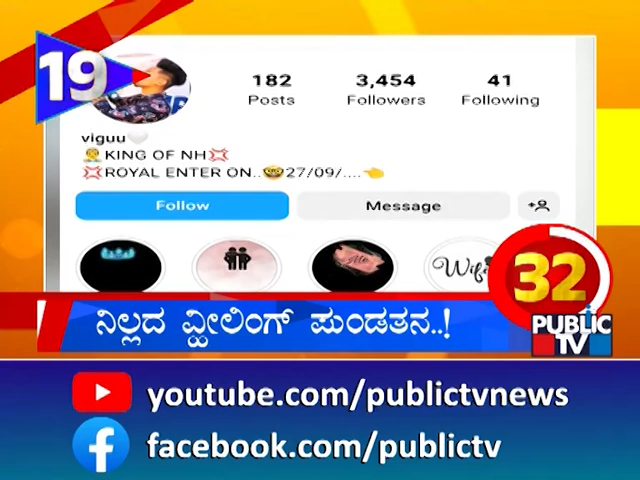 19
182 3,454 41
Posts Followers Following
viguu🤍
👨‍🎓KING OF NH💢
💢ROYAL ENTER ON..🤓27/09/....👈
Follow Message
Me
32
ನಿಲ್ಲದ ವ್ಹೀಲಿಂಗ್ ಪುಂಡತನ..!
PUBLIC
TV
youtube.com/publictvnews
facebook.com/publictv